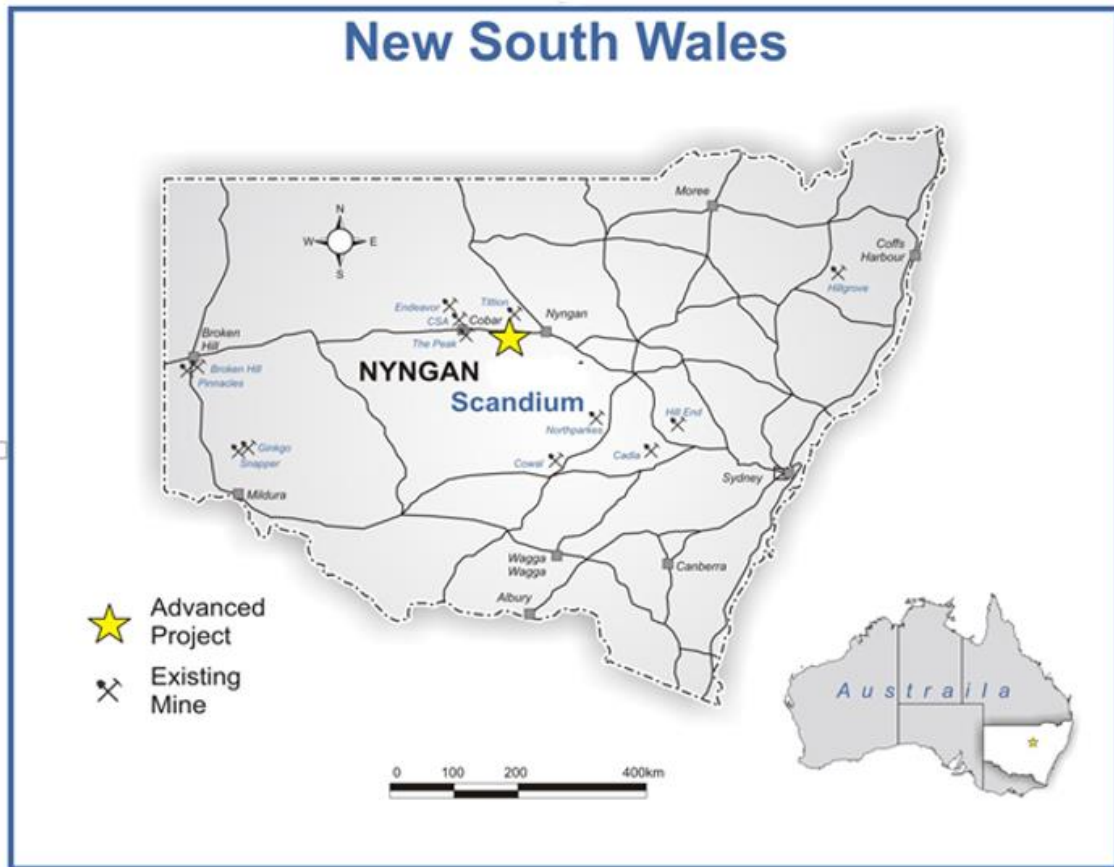 New South Wales
N
W
E
S
Moree
Coffs
Harbour
Hillgrove
Endeavor
Tittion
CSA
Cobar
Nyngan
The Peak
Broken
Hill
Broken Hill
Pinnacles
NYNGAN
Scandium
Northparkes
Hill End
Ginkgo
Snapper
Cowal
Cadia
Sydney
Mildura
Wagga
Wagga
Canberra
Albury
Advanced
Project
Existing
Mine
Austraila
0 100 200 400km